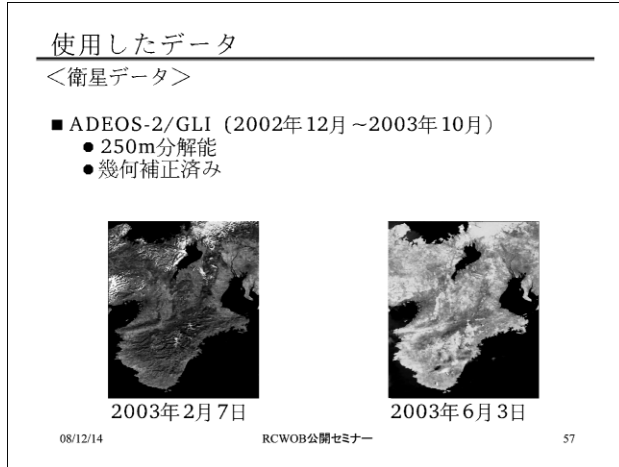 使用したデータ
＜衛星データ＞
■ ADEOS-2/GLI（2002年12月～2003年10月）
● 250m分解能
● 幾何補正済み
2003年2月7日
2003年6月3日
08/12/14
RCWOB公開セミナー
57